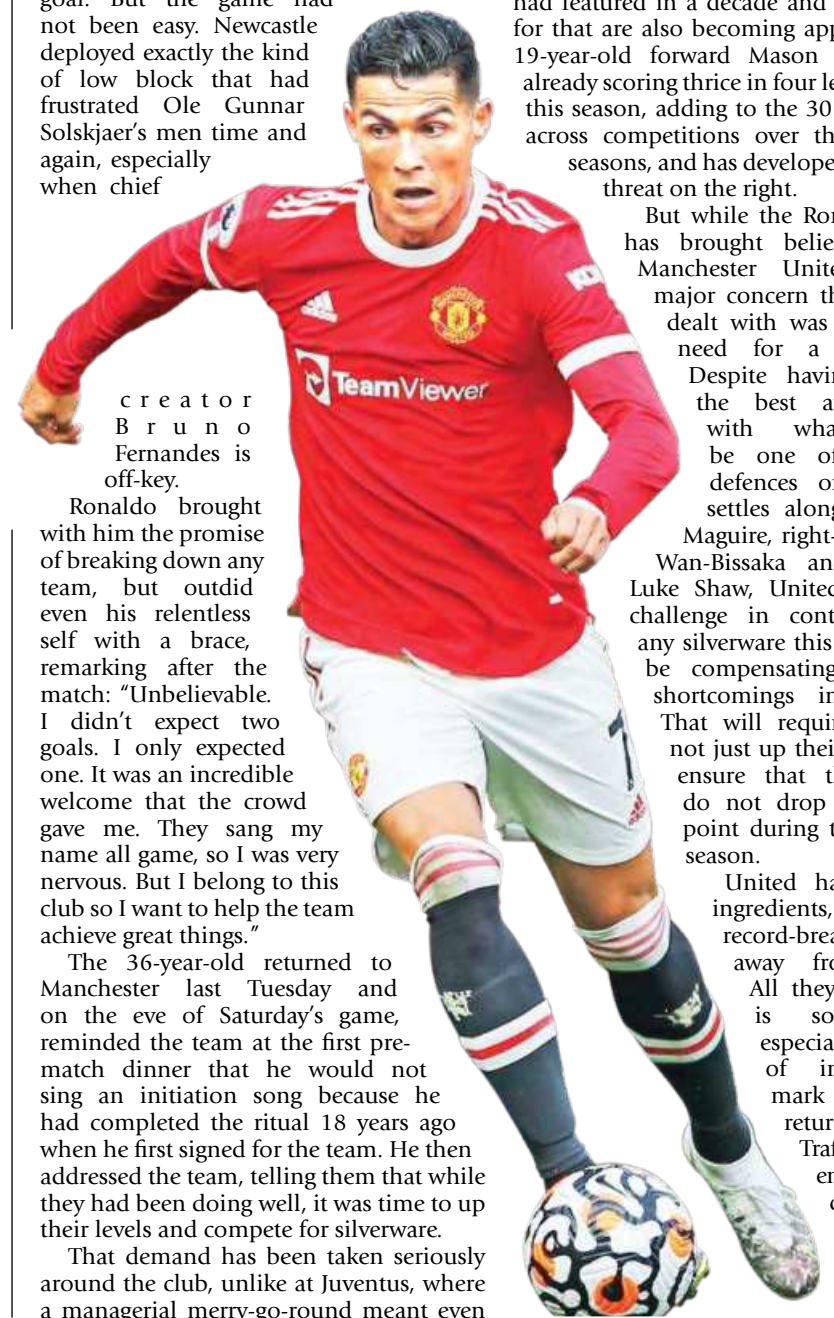 goal. But the game had
not been easy. Newcastle
deployed exactly the kind
of low block that had
frustrated Ole Gunnar
Solskjaer's men time and
again, especially
when chief
creator
Bruno
Fernandes is
off-key.
Ronaldo brought
with him the promise
of breaking down any
team, but outdid
even his relentless
self with a brace,
remarking after the
match: “Unbelievable.
I didn't expect two
goals. I only expected
one. It was an incredible
welcome that the crowd
gave me. They sang my
name all game, so I was very
nervous. But I belong to this
club so I want to help the team
achieve great things.”
The 36-year-old returned to
Manchester last Tuesday and
on the eve of Saturday's game,
reminded the team at the first pre-
match dinner that he would not
sing an initiation song because he
had completed the ritual 18 years ago
when he first signed for the team. He then
addressed the team, telling them that while
they had been doing well, it was time to up
their levels and compete for silverware.
That demand has been taken seriously
around the club, unlike at Juventus, where
a managerial merry-go-round meant even
adidas
TeamViewer
7
had featured in a decade and
for that are also becoming app
19-year-old forward Mason
already scoring thrice in four le
this season, adding to the 30
across competitions over th
seasons, and has develope
threat on the right.
But while the Ron
has brought belie
Manchester Unite
major concern th
dealt with was
need for a
Despite havin
the best a
with wha
be one of
defences o
settles along
Maguire, right-
Wan-Bissaka and
Luke Shaw, United
challenge in cont
any silverware this
be compensating
shortcomings in
That will requir
not just up their
ensure that th
do not drop
point during t
season.
United ha
ingredients,
record-brea
away fro
All they
is so
especia
of in
mark
retur
Traf
en